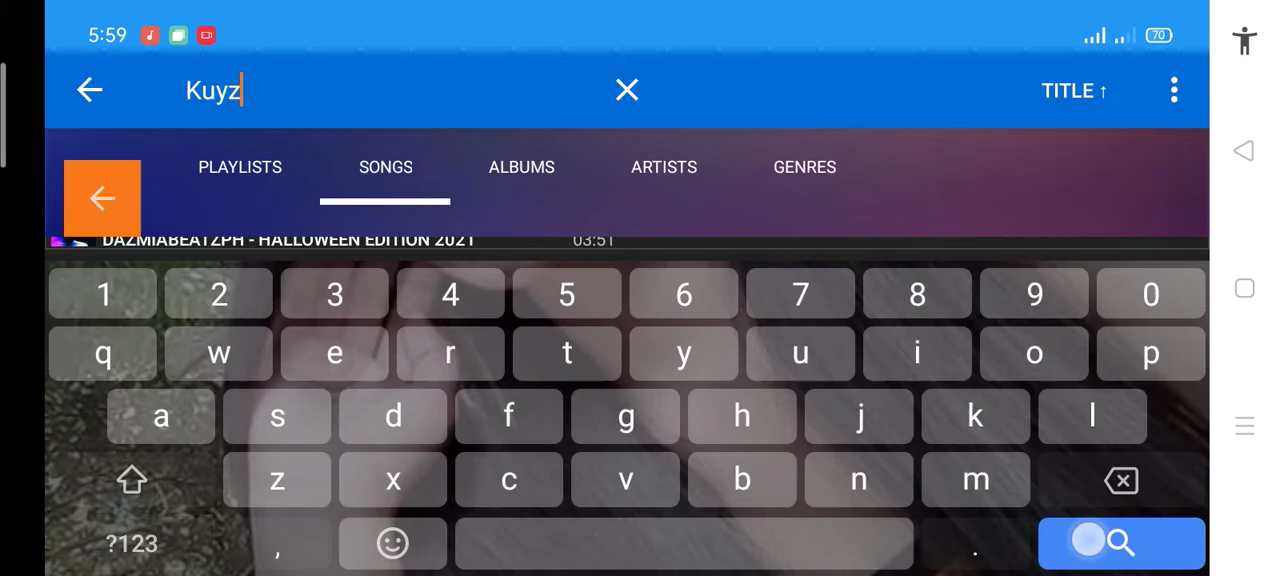 5:59 70
Kuyz TITLE ↑
PLAYLISTS SONGS ALBUMS ARTISTS GENRES
DAZMIABEATZPH - HALLOWEEN EDITION 2021 03:51
1 2 3 4 5 6 7 8 9 0
q w e r t y u i o p
a s d f g h j k l
z x c v b n m
?123 , .